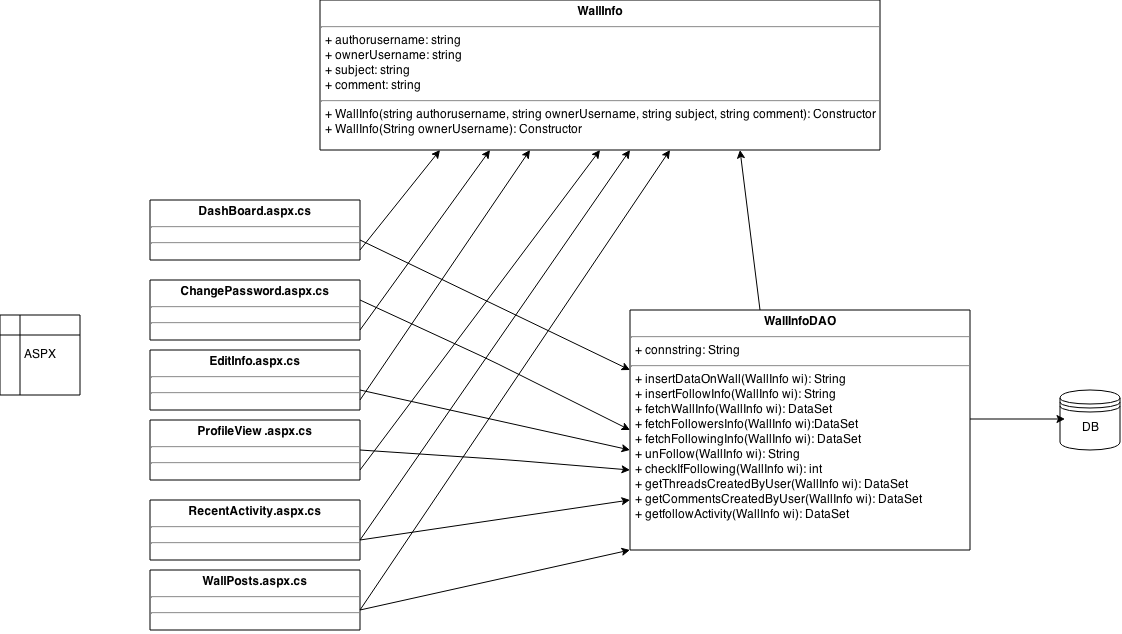 WallInfo
+ authorusername: string
+ ownerUsername: string
+ subject: string
+ comment: string
+ WallInfo(string authorusername, string ownerUsername, string subject, string comment): Constructor
+ WallInfo(String ownerUsername): Constructor
DashBoard.aspx.cs
ChangePassword.aspx.cs
ASPX
EditInfo.aspx.cs
ProfileView .aspx.cs
RecentActivity.aspx.cs
WallPosts.aspx.cs
WallInfoDAO
+ connstring: String
+ insertDataOnWall(WallInfo wi): String
+ insertFollowInfo(WallInfo wi): String
+ fetchWallInfo(WallInfo wi): DataSet
+ fetchFollowersInfo(WallInfo wi):DataSet
+ fetchFollowingInfo(WallInfo wi): DataSet
+ unFollow(WallInfo wi): String
+ checkIfFollowing(WallInfo wi): int
+ getThreadsCreatedByUser(WallInfo wi): DataSet
+ getCommentsCreatedByUser(WallInfo wi): DataSet
+ getfollowActivity(WallInfo wi): DataSet
DB